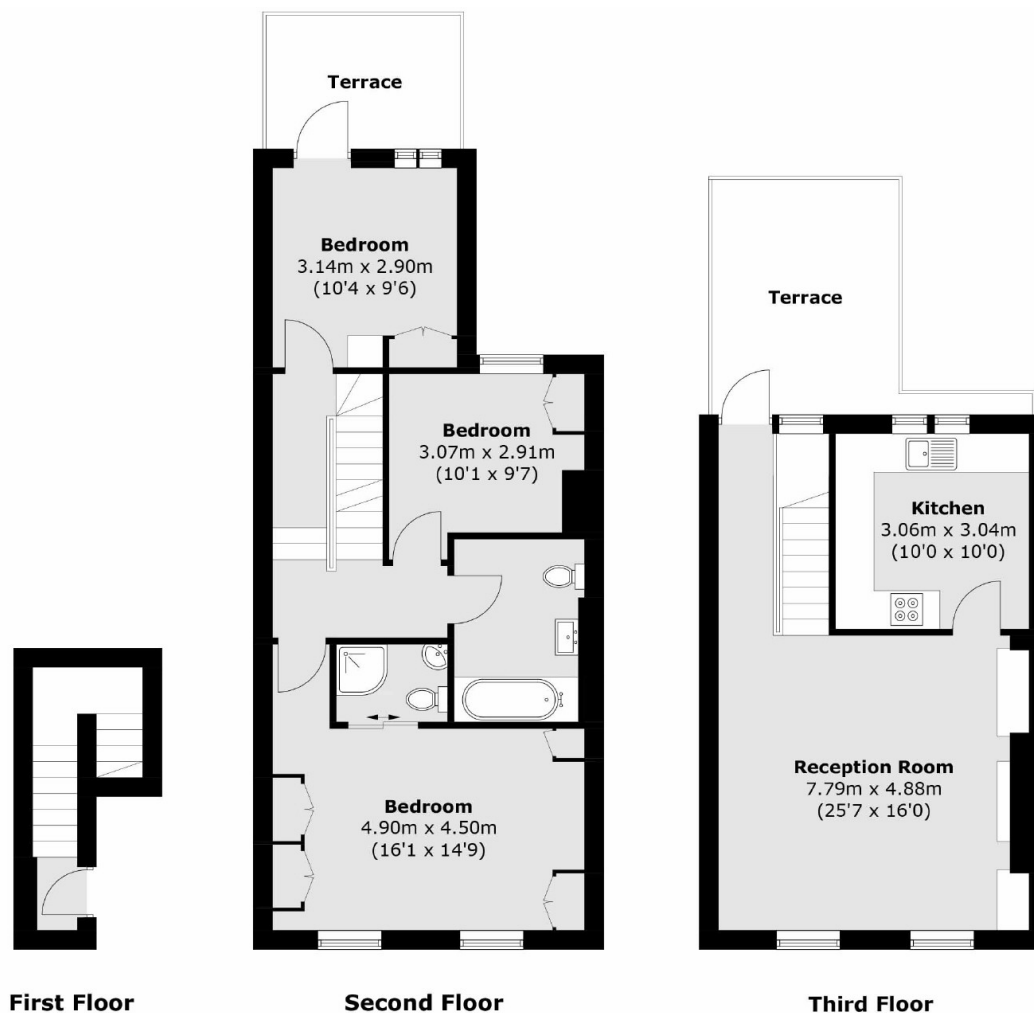 Terrace
Bedroom
3.14m x 2.90m
(10'4 x 9'6)
Bedroom
3.07m x 2.91m
(10'1 x 9'7)
Bedroom
4.90m x 4.50m
(16'1 x 14'9)
Terrace
Kitchen
3.06m x 3.04m
(10'0 x 10'0)
Reception Room
7.79m x 4.88m
(25'7 x 16'0)
First Floor
Second Floor
Third Floor